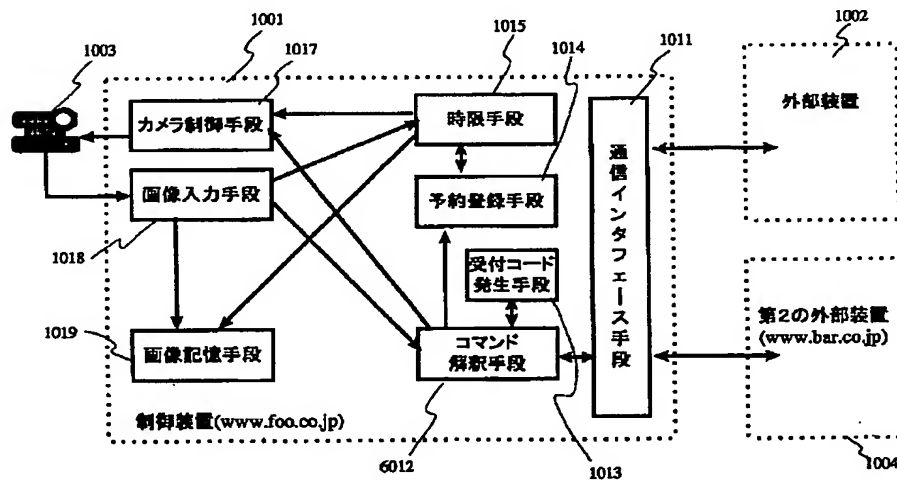 1001
1002
1003
1017
1015
1014
1011
カメラ制御手段
時限手段
外部装置
画像入力手段
予約登録手段
通信インタフェース手段
1018
受付コード
発生手段
1019
画像記憶手段
コマンド
解釈手段
第2の外部装置
(www.bar.co.jp)
制御装置(www.foo.co.jp)
6012
1013
1004